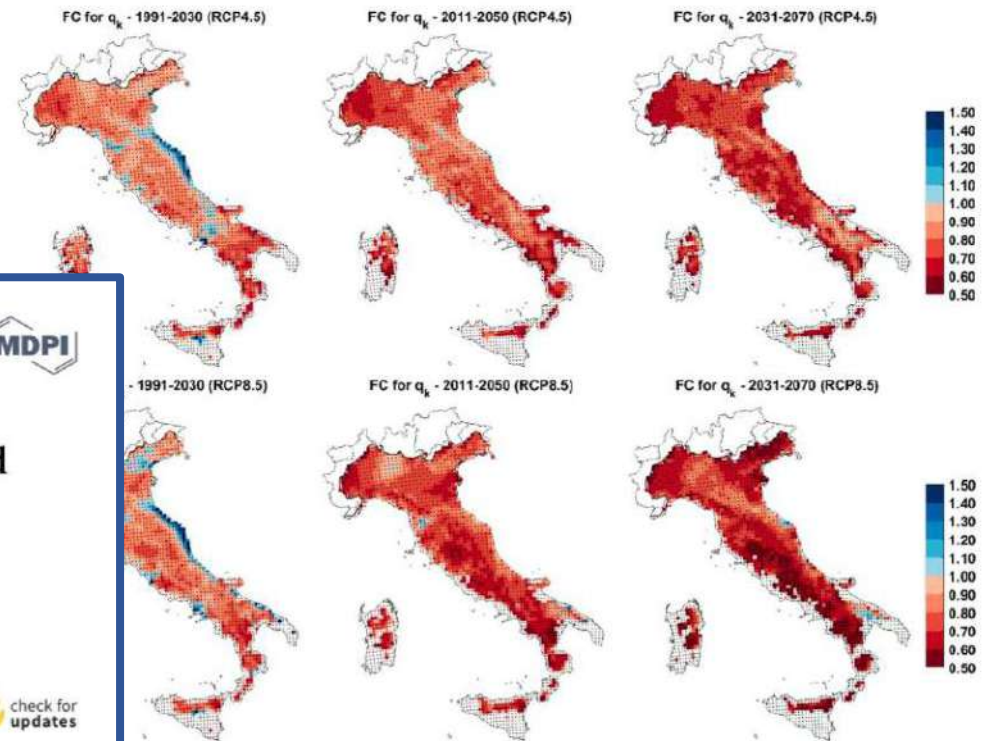 FC for qk - 1991-2030 (RCP4.5)
FC for qk - 2011-2050 (RCP4.5)
FC for qk - 2031-2070 (RCP4.5)
1.50
1.40
1.30
1.20
1.10
1.00
0.90
0.80
0.70
0.60
0.50
MDPI
- 1991-2030 (RCP8.5)
FC for qk - 2011-2050 (RCP8.5)
FC for qk - 2031-2070 (RCP8.5)
1.50
1.40
1.30
1.20
1.10
1.00
0.90
0.80
0.70
0.60
0.50
check for
updates